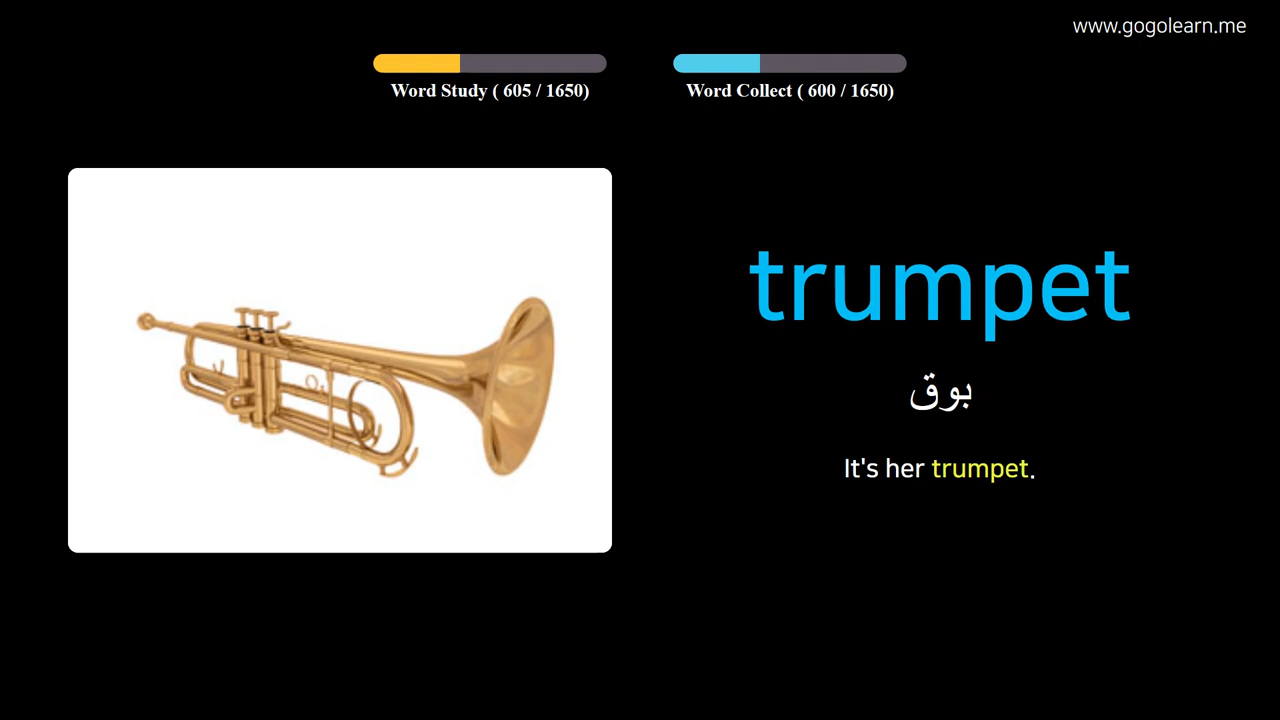 www.gogolearn.me
Word Study ( 605 / 1650)
Word Collect ( 600 / 1650)
trumpet
بوق
It's her trumpet.